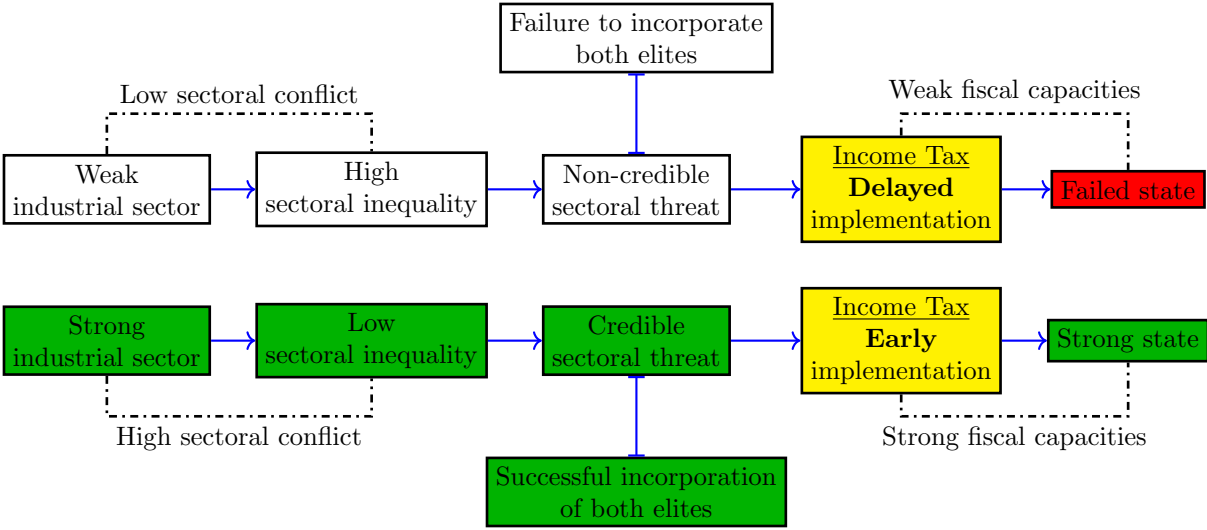 Failure to incorporate
both elites
Low sectoral conflict
Weak fiscal capacities
Weak
industrial sector
High
sectoral inequality
Non-credible
sectoral threat
Income Tax
Delayed
implementation
Failed state
Strong
industrial sector
Low
sectoral inequality
Credible
sectoral threat
Income Tax
Early
implementation
Strong state
High sectoral conflict
Strong fiscal capacities
Successful incorporation
of both elites